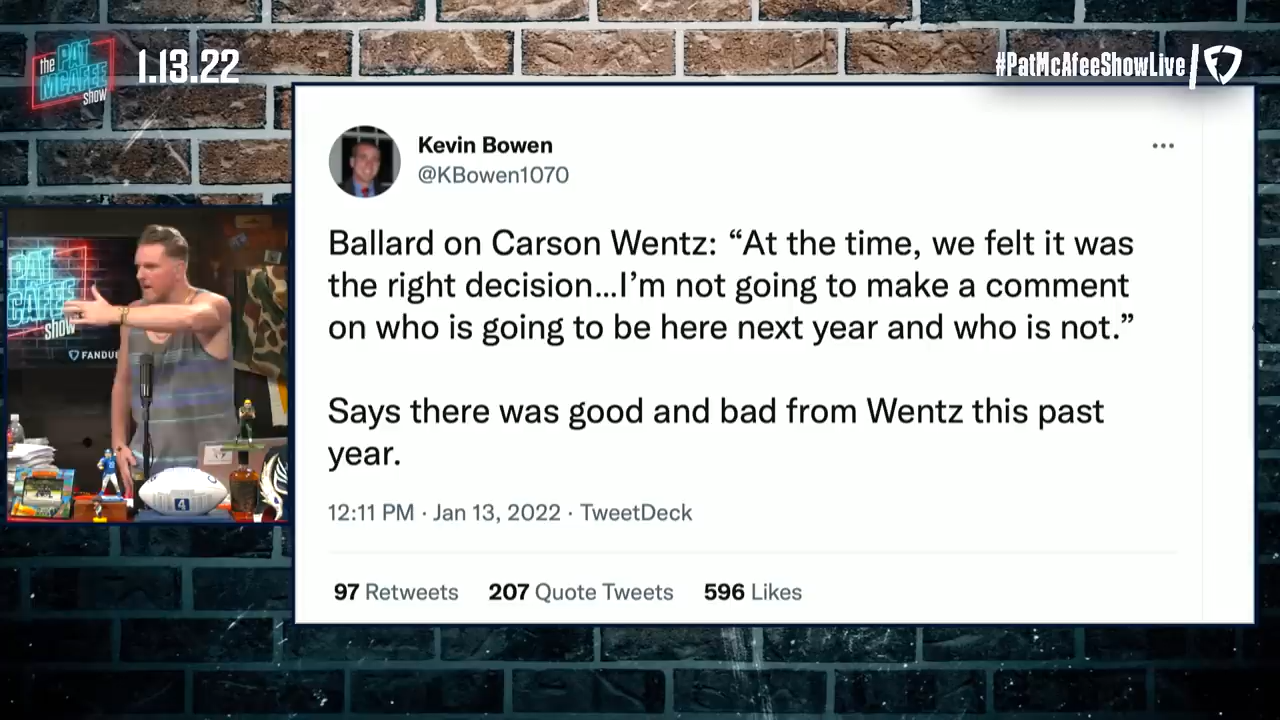 the PAT MCAFEE show
1.13.22
#PatMcAfeeShowLive
Kevin Bowen
@KBowen1070
Ballard on Carson Wentz: “At the time, we felt it was
the right decision...I’m not going to make a comment
on who is going to be here next year and who is not.”
Says there was good and bad from Wentz this past
year.
12:11 PM · Jan 13, 2022 · TweetDeck
97 Retweets 207 Quote Tweets 596 Likes
PAT
CAFE
show
FANDU
4